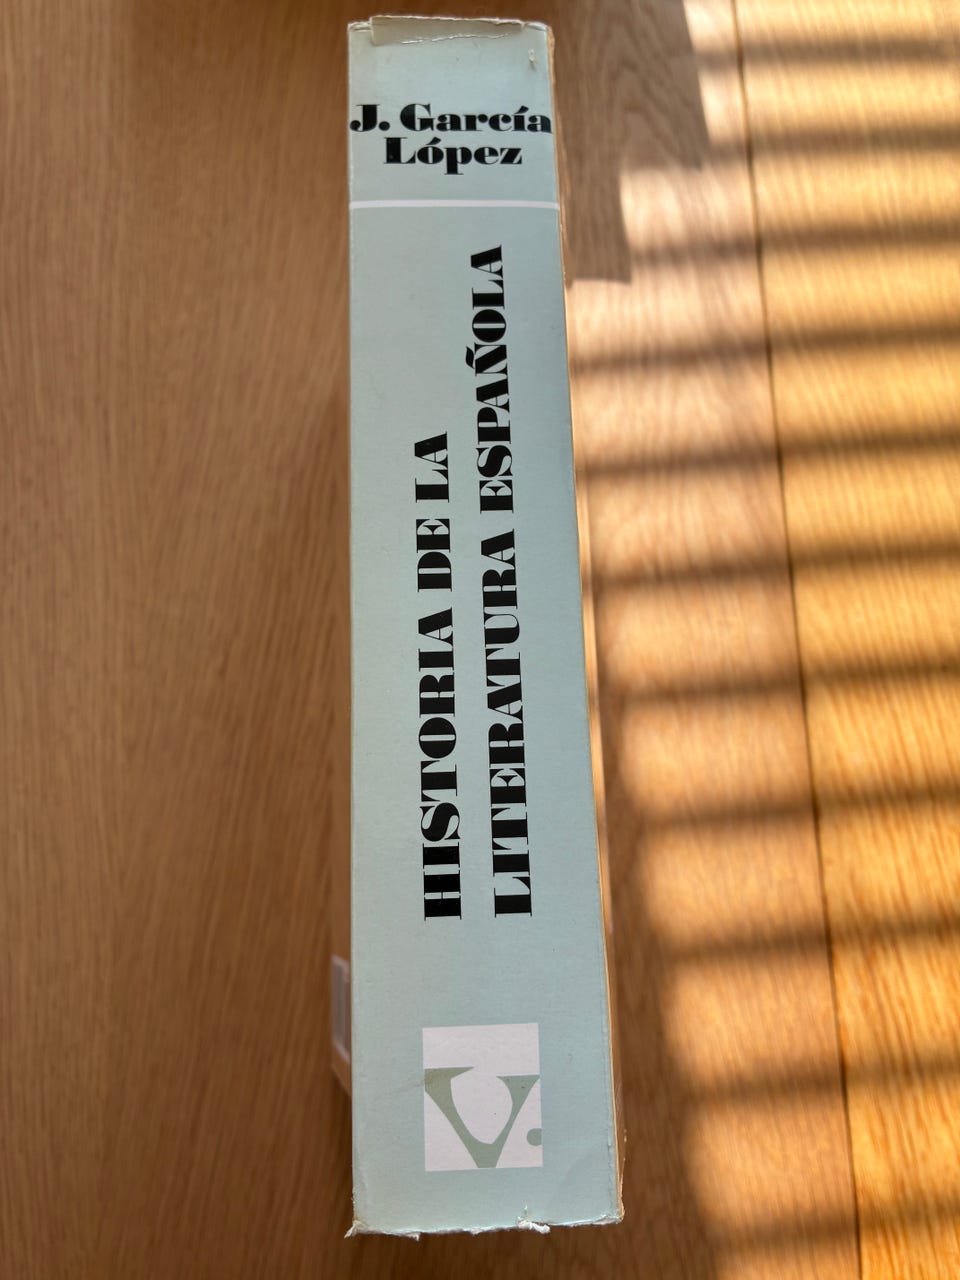 J. García
López
HISTORIA DE LA
LITERATURA ESPAÑOLA
V.